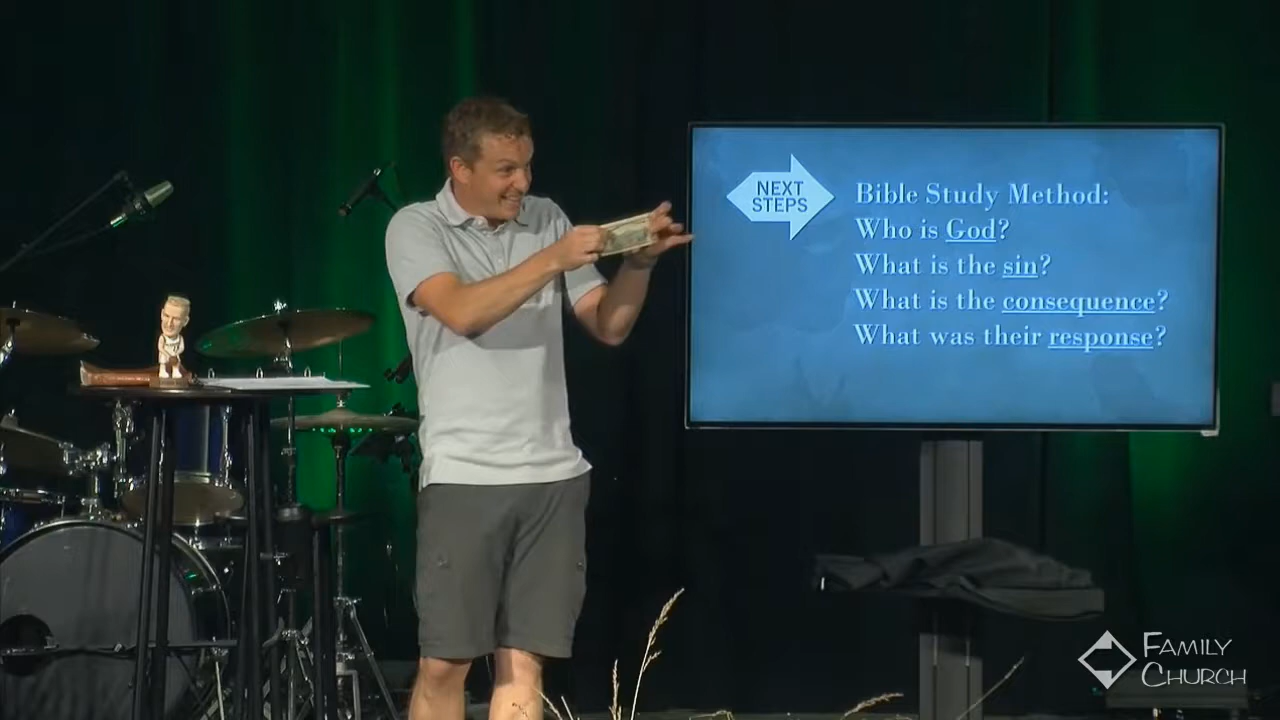 NEXT
STEPS
Bible Study Method:
Who is God?
What is the sin?
What is the consequence?
What was their response?
FAMILY
CHURCH